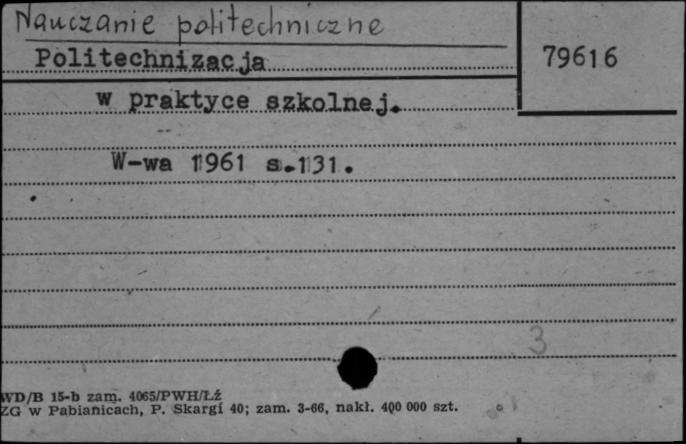 Nauczanie politechniczne
Politechnizacja
79616
w praktyce szkolnej.
W-wa 1961 s.131.
3
WD/B 15-b zam. 4065/PWH/Łź
ZG w Pabianicach, P. Skargi 40; zam. 3-66, nakł. 400 000 szt.